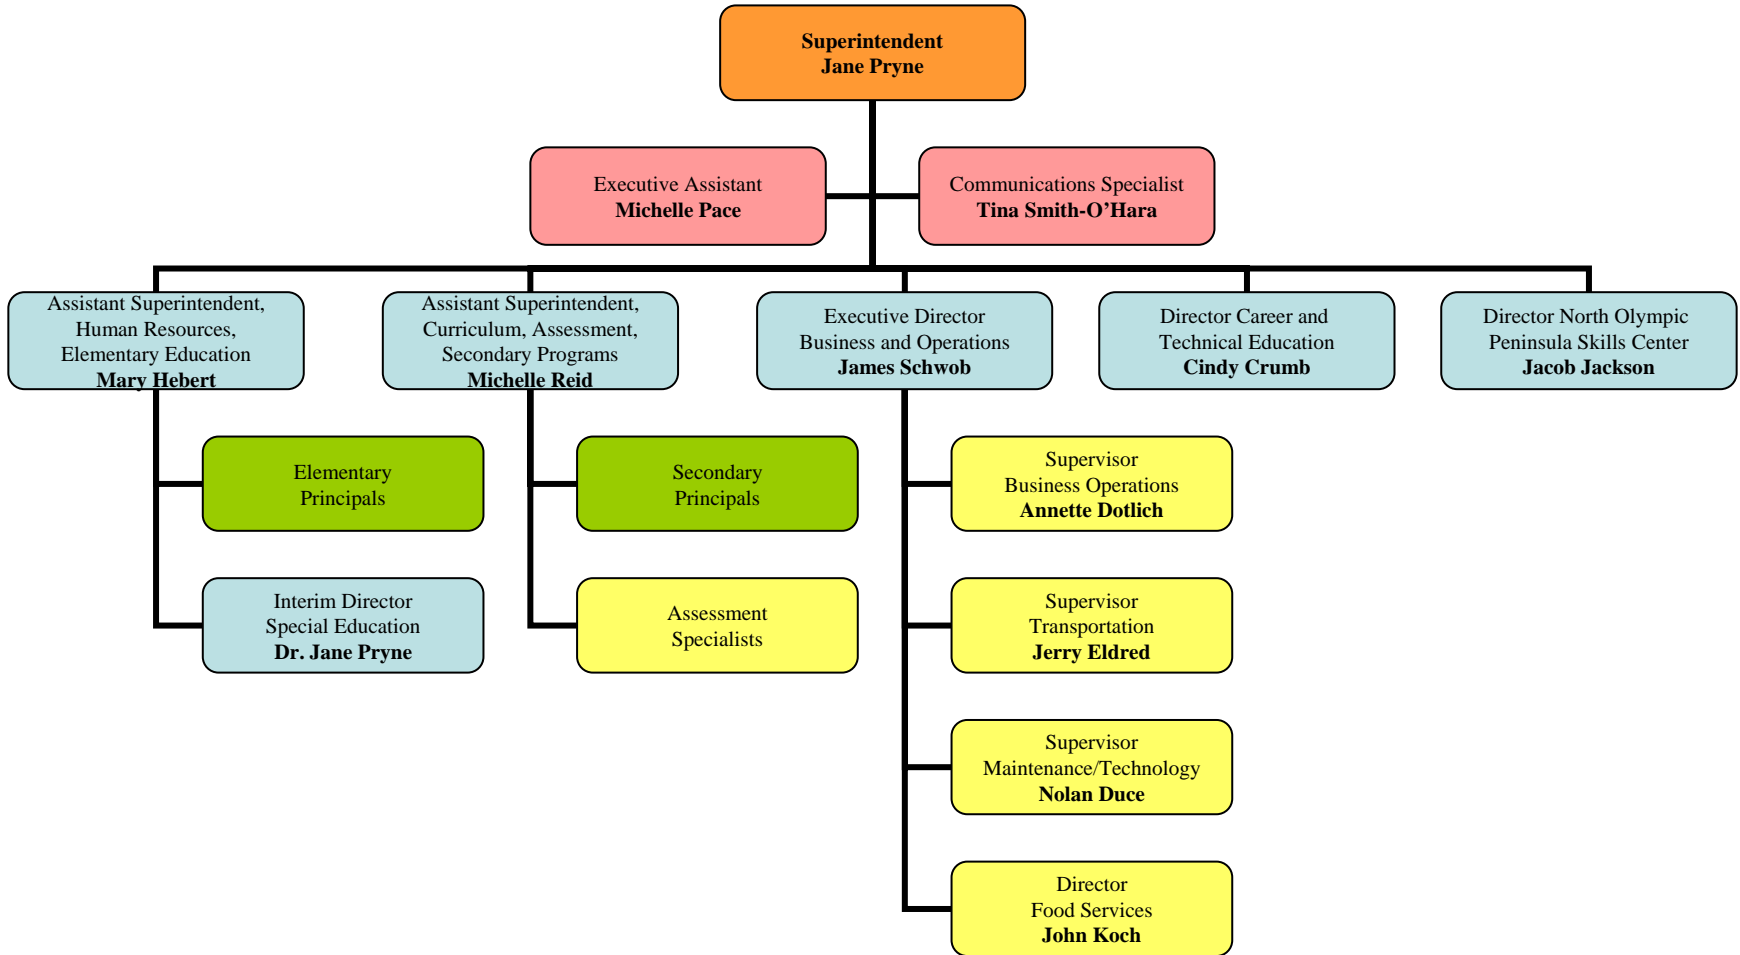 Superintendent
Jane Pryne
Executive Assistant
Michelle Pace
Communications Specialist
Tina Smith-O’Hara
Assistant Superintendent,
Human Resources,
Elementary Education
Mary Hebert
Assistant Superintendent,
Curriculum, Assessment,
Secondary Programs
Michelle Reid
Executive Director
Business and Operations
James Schwob
Director Career and
Technical Education
Cindy Crumb
Director North Olympic
Peninsula Skills Center
Jacob Jackson
Elementary
Principals
Secondary
Principals
Supervisor
Business Operations
Annette Dotlich
Interim Director
Special Education
Dr. Jane Pryne
Assessment
Specialists
Supervisor
Transportation
Jerry Eldred
Supervisor
Maintenance/Technology
Nolan Duce
Director
Food Services
John Koch